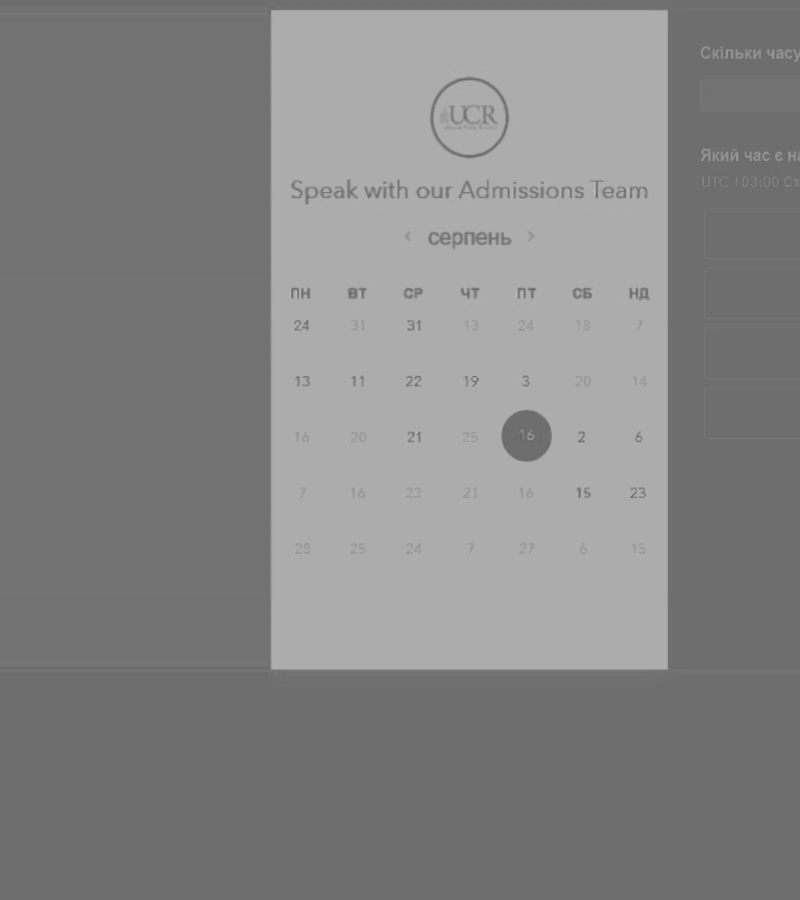 UCR
Speak with our Admissions Team
< серпень >
ПН ВТ СР ЧТ ПТ СБ НД
24 31 31 13 24 18 7
13 11 22 19 3 20 14
16 20 21 25 16 2 6
7 16 23 21 16 15 23
28 25 24 7 27 6 15
Скільки часу
Який час є
UTC +03:00